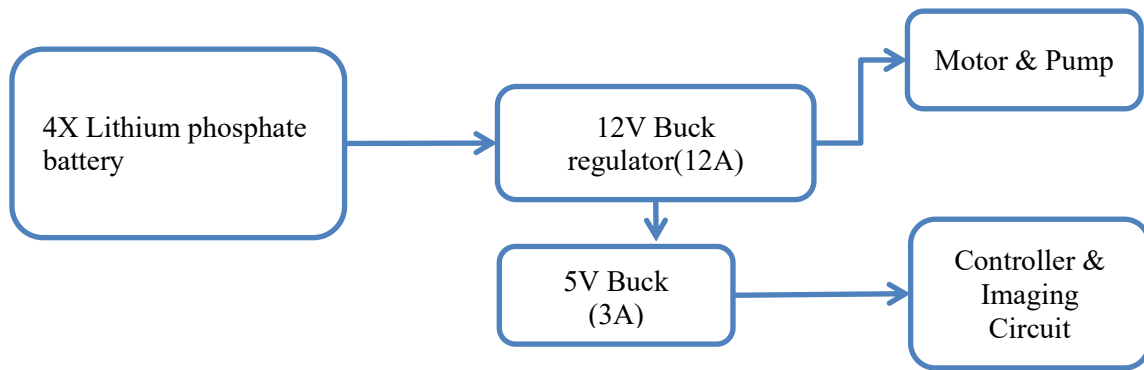 Motor & Pump
4X Lithium phosphate
battery
12V Buck
regulator(12A)
5V Buck
(3A)
Controller &
Imaging
Circuit